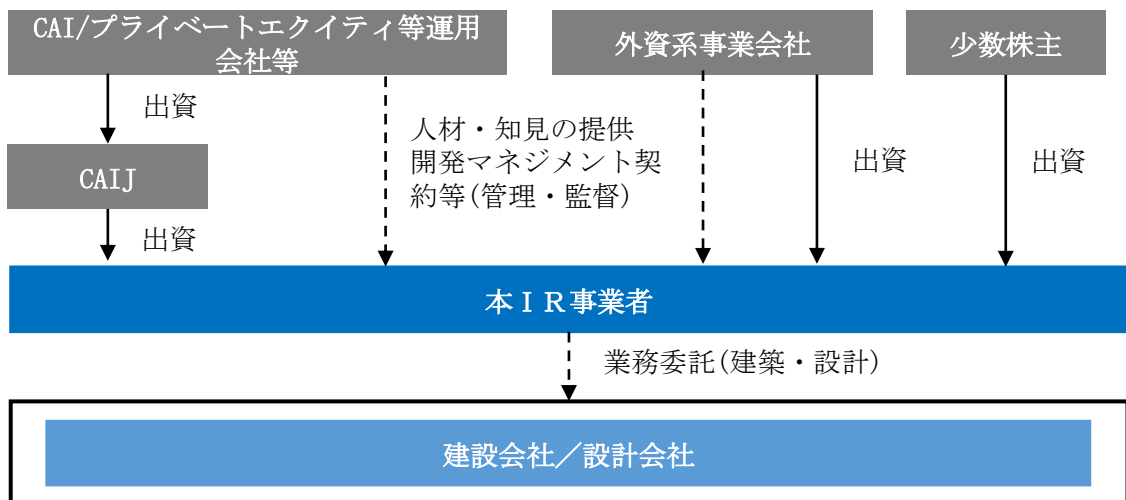 CAI/プライベートエクイティ等運用
会社等
外資系事業会社
少数株主
出資
人材・知見の提供
開発マネジメント契
約等(管理・監督)
出資
出資
CAIJ
出資
本ＩＲ事業者
業務委託(建築・設計)
建設会社／設計会社